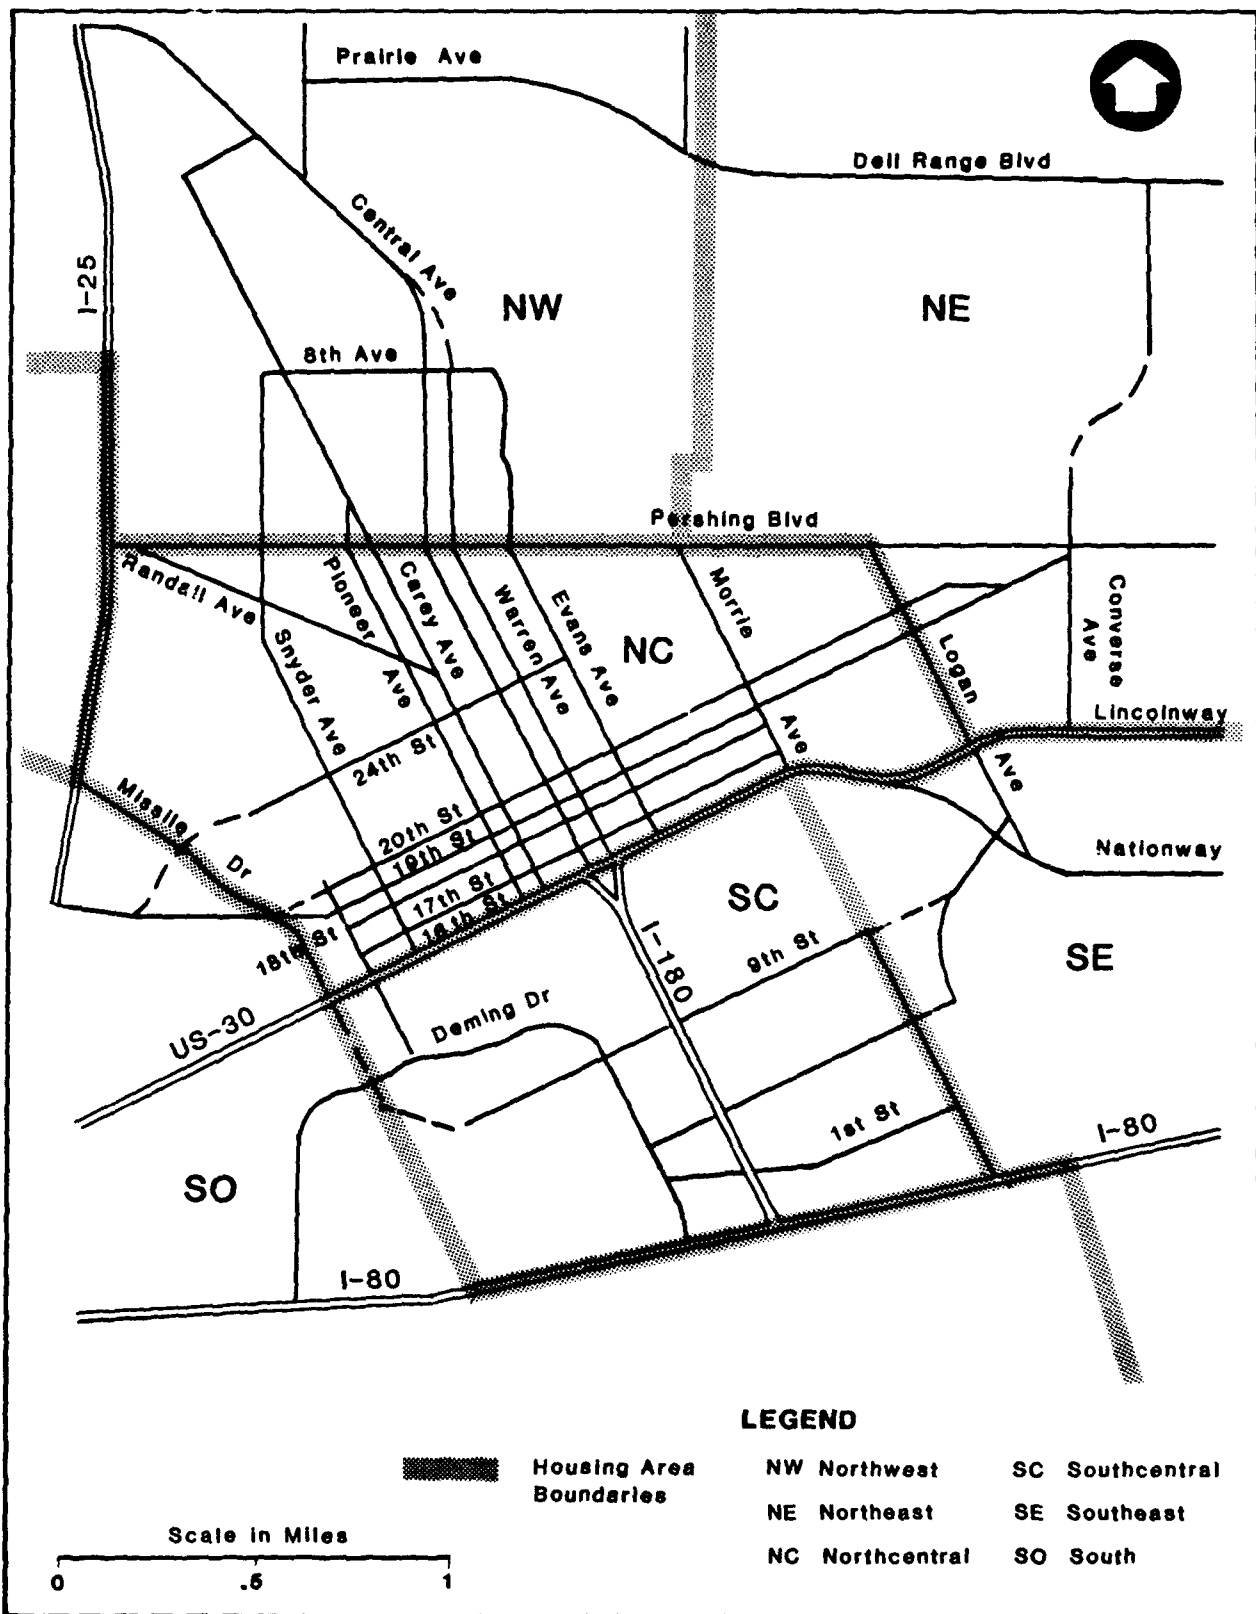 Prairie Ave
Dell Range Blvd
Central Ave
I-25
NW
NE
8th Ave
Pershing Blvd
Randall Ave
Pioneer Ave
Carey Ave
Warren Ave
Evans Ave
Morrie Ave
NC
Snyder Ave
Logan Ave
Converse Ave
Lincolnway
24th St
Missile Dr
20th St
19th St
18th St
17th St
16th St
Nationway
SC
I-180
9th St
SE
US-30
Deming Dr
1st St
I-80
SO
I-80
LEGEND
Housing Area
Boundaries
NW Northwest
SC Southcentral
NE Northeast
SE Southeast
NC Northcentral
SO South
Scale in Miles
0 .5 1